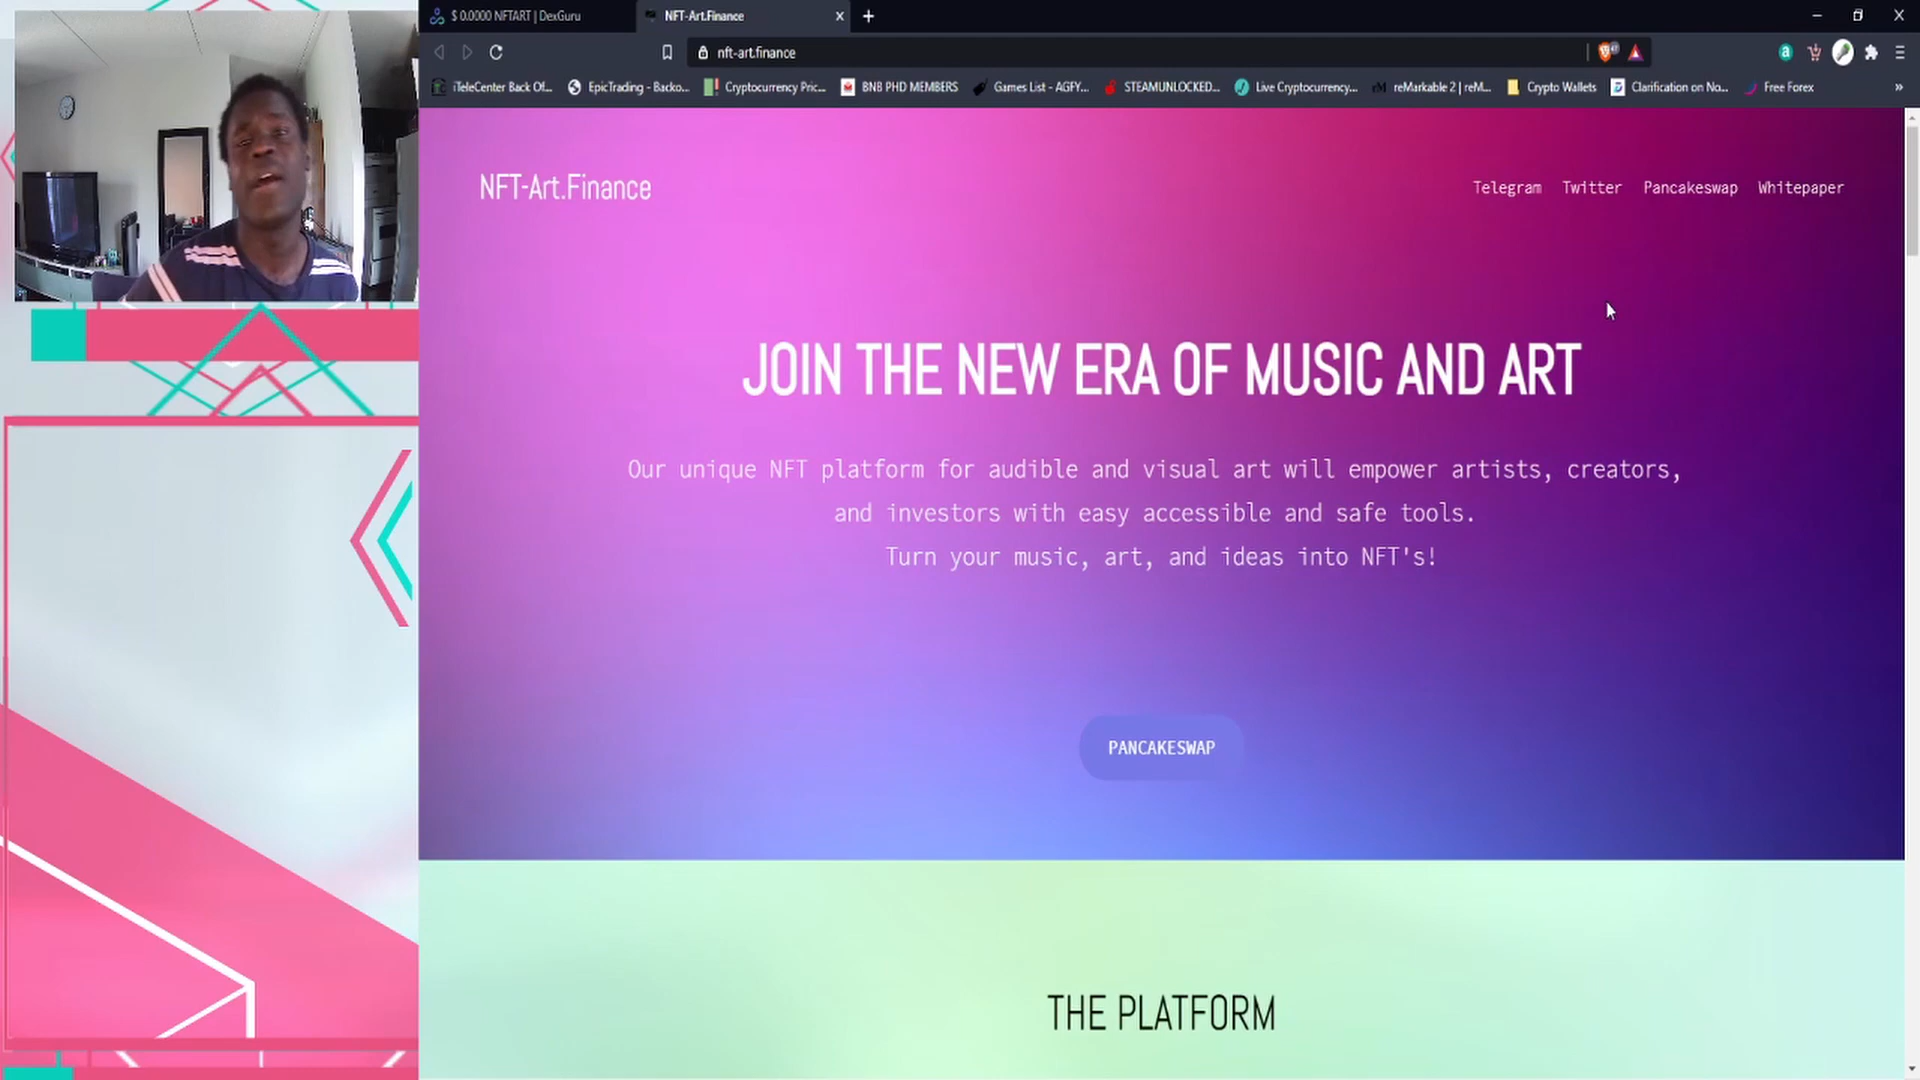 $ 0.0000 NFTART | DexGuru
NFT-Art.Finance
nft-art.finance
iTeleCenter Back Of...
EpicTrading - Backo...
Cryptocurrency Pric...
BNB PHD MEMBERS
Games List - AGFY...
STEAMUNLOCKED...
Live Cryptocurrency...
reMarkable 2 | reM...
Crypto Wallets
Clarification on No...
Free Forex
NFT-Art.Finance
Telegram Twitter Pancakeswap Whitepaper
JOIN THE NEW ERA OF MUSIC AND ART
Our unique NFT platform for audible and visual art will empower artists, creators,
and investors with easy accessible and safe tools.
Turn your music, art, and ideas into NFT's!
PANCAKESWAP
THE PLATFORM